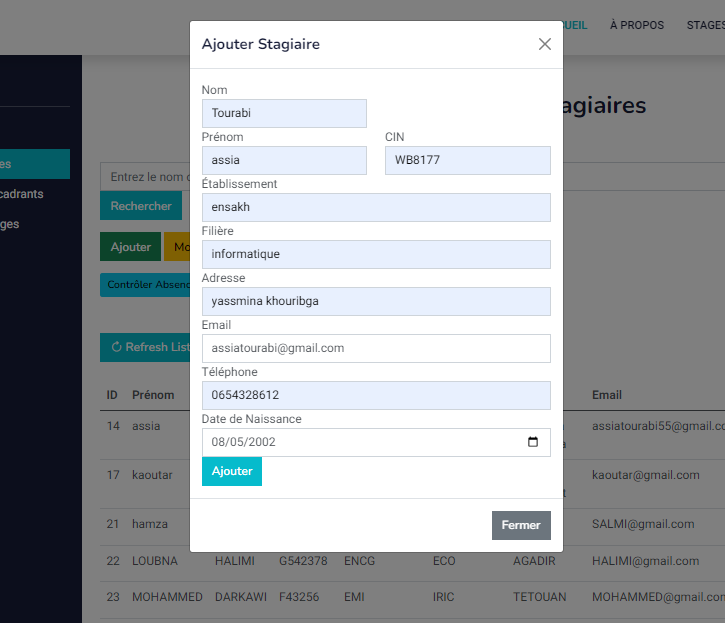 Ajouter Stagiaire
UEIL À PROPOS STAGES
agiaires
Nom
Tourabi
Prénom CIN
assia WB8177
Établissement
ensakh
Filière
informatique
Adresse
yassmina khouribga
Email
assiatourabi@gmail.com
Téléphone
0654328612
Date de Naissance
08/05/2002
Ajouter
Fermer
es
cadrants
ges
Entrez le nom
Rechercher
Ajouter Mo
Contrôler Absenc
Refresh List
ID Prénom Email
14 assia assiatourabi55@gmail.co
17 kaoutar kaoutar@gmail.com
21 hamza SALMI@gmail.com
22 LOUBNA HALIMI G542378 ENCG ECO AGADIR HALIMI@gmail.com
23 MOHAMMED DARKAWI F43256 EMI IRIC TETOUAN MOHAMMED@gmail.com